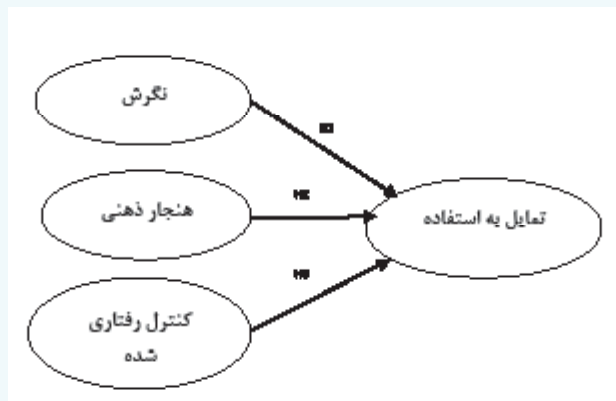 نگرش
هنجار ذهنی
تمایل به استفاده
کنترل رفتاری
شده